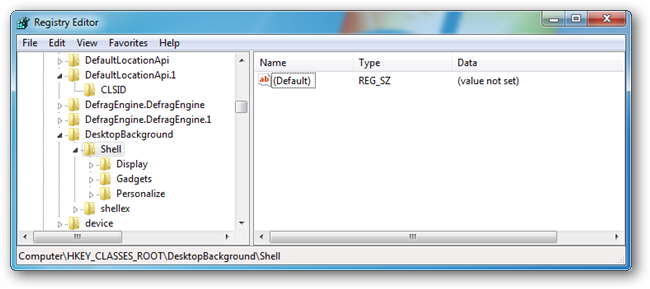 Registry Editor
File Edit View Favorites Help
DefaultLocationApi
DefaultLocationApi.1
CLSID
DefragEngine.DefragEngine
DefragEngine.DefragEngine.1
DesktopBackground
Shell
Display
Gadgets
Personalize
shellex
device
Name Type Data
ab (Default) REG_SZ (value not set)
Computer\HKEY_CLASSES_ROOT\DesktopBackground\Shell